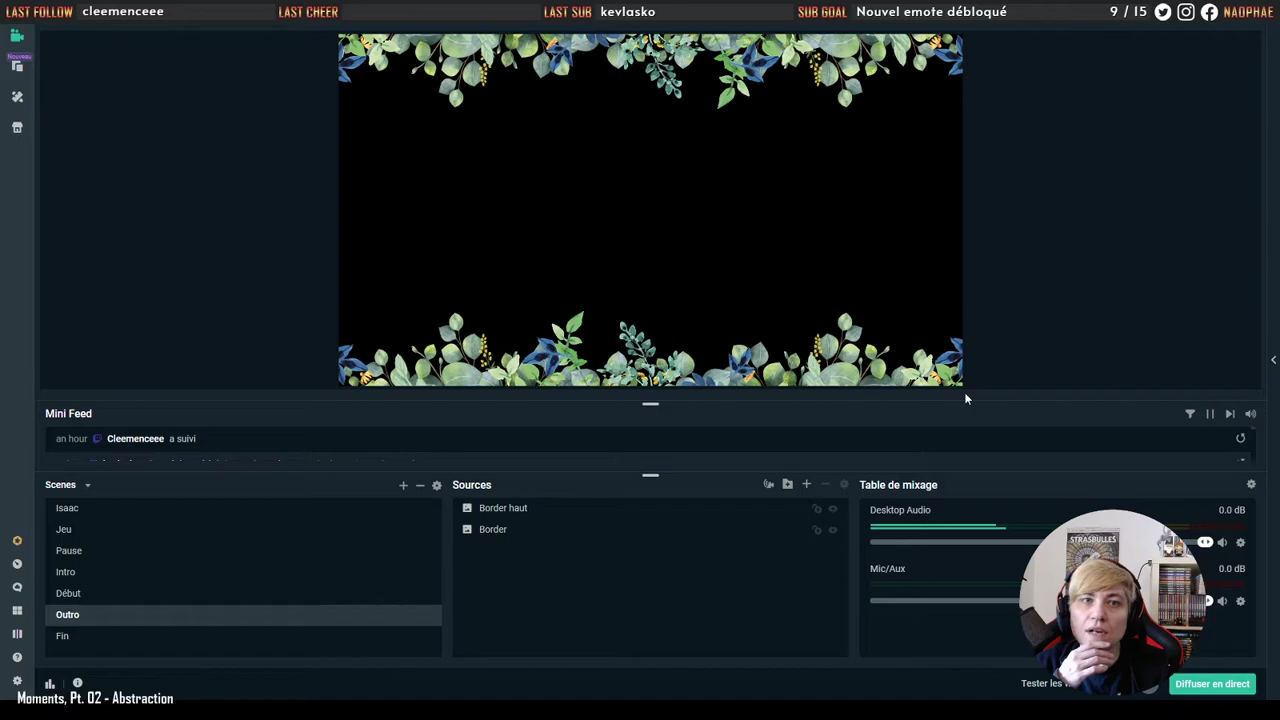 LAST FOLLOW cleemenceee LAST CHEER LAST SUB kevlasko SUB GOAL Nouvel emote débloqué 9 / 15 NAOPHAE
Nouveau
Mini Feed
an hour Cleemenceee a suivi
Scenes
Isaac
Jeu
Pause
Intro
Début
Outro
Fin
Sources
Border haut
Border
Table de mixage
Desktop Audio 0.0 dB
Mic/Aux 0.0 dB
STRASBULLES
Tester les
Diffuser en direct
Moments, Pt. 02 - Abstraction